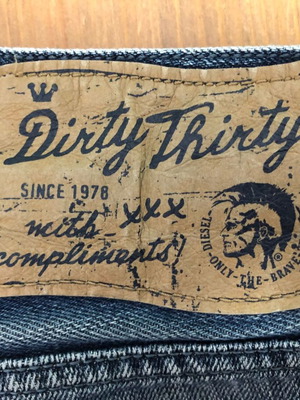 Dirty Thirty
SINCE 1978
with xxx
compliments!
DIESEL
ONLY-THE-BRAVE
®